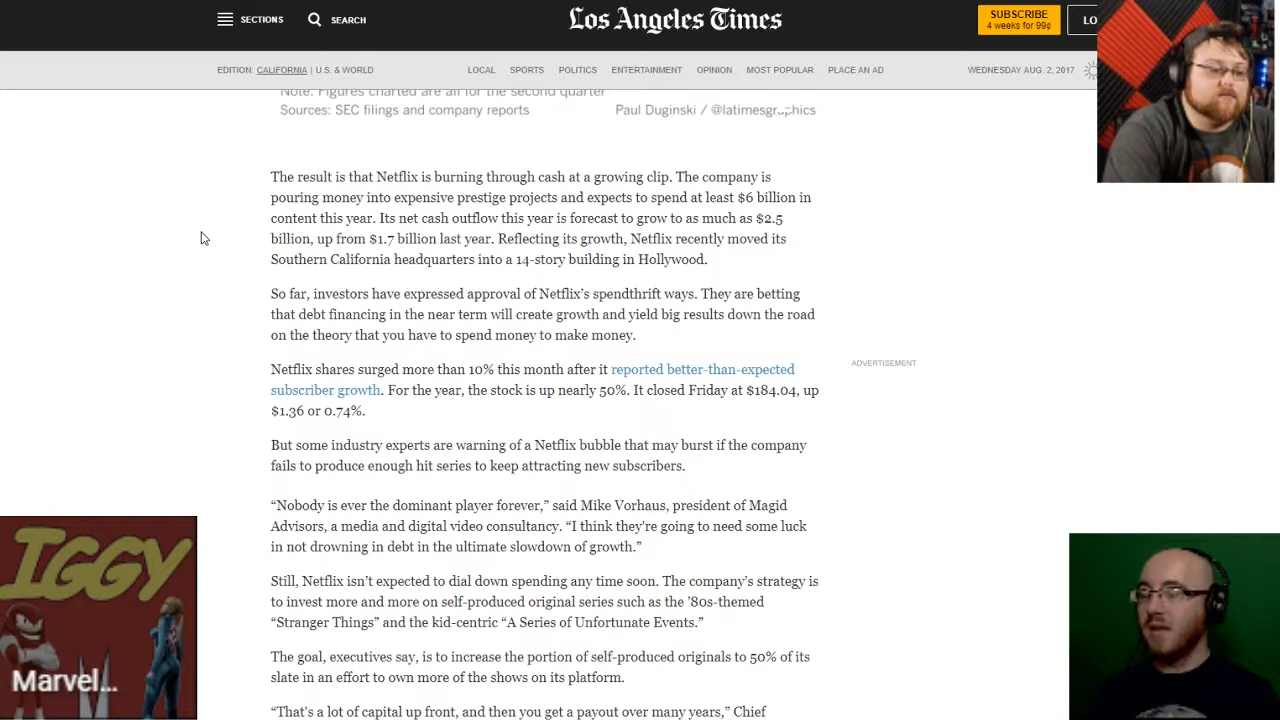 SECTIONS
SEARCH
Los Angeles Times
SUBSCRIBE
4 weeks for 99¢
LO
EDITION: CALIFORNIA | U.S. & WORLD
LOCAL SPORTS POLITICS ENTERTAINMENT OPINION MOST POPULAR PLACE AN AD
WEDNESDAY AUG. 2, 2017
Note: Figures charted are all for the second quarter
Sources: SEC filings and company reports
Paul Duginski / @latimesgraphics
The result is that Netflix is burning through cash at a growing clip. The company is
pouring money into expensive prestige projects and expects to spend at least $6 billion in
content this year. Its net cash outflow this year is forecast to grow to as much as $2.5
billion, up from $1.7 billion last year. Reflecting its growth, Netflix recently moved its
Southern California headquarters into a 14-story building in Hollywood.
So far, investors have expressed approval of Netflix’s spendthrift ways. They are betting
that debt financing in the near term will create growth and yield big results down the road
on the theory that you have to spend money to make money.
Netflix shares surged more than 10% this month after it reported better-than-expected
subscriber growth. For the year, the stock is up nearly 50%. It closed Friday at $184.04, up
$1.36 or 0.74%.
ADVERTISEMENT
But some industry experts are warning of a Netflix bubble that may burst if the company
fails to produce enough hit series to keep attracting new subscribers.
“Nobody is ever the dominant player forever,” said Mike Vorhaus, president of Magid
Advisors, a media and digital video consultancy. “I think they're going to need some luck
in not drowning in debt in the ultimate slowdown of growth.”
Still, Netflix isn’t expected to dial down spending any time soon. The company’s strategy is
to invest more and more on self-produced original series such as the ’80s-themed
“Stranger Things” and the kid-centric “A Series of Unfortunate Events.”
The goal, executives say, is to increase the portion of self-produced originals to 50% of its
slate in an effort to own more of the shows on its platform.
“That's a lot of capital up front, and then you get a payout over many years,” Chief
IGGY
Marvel...